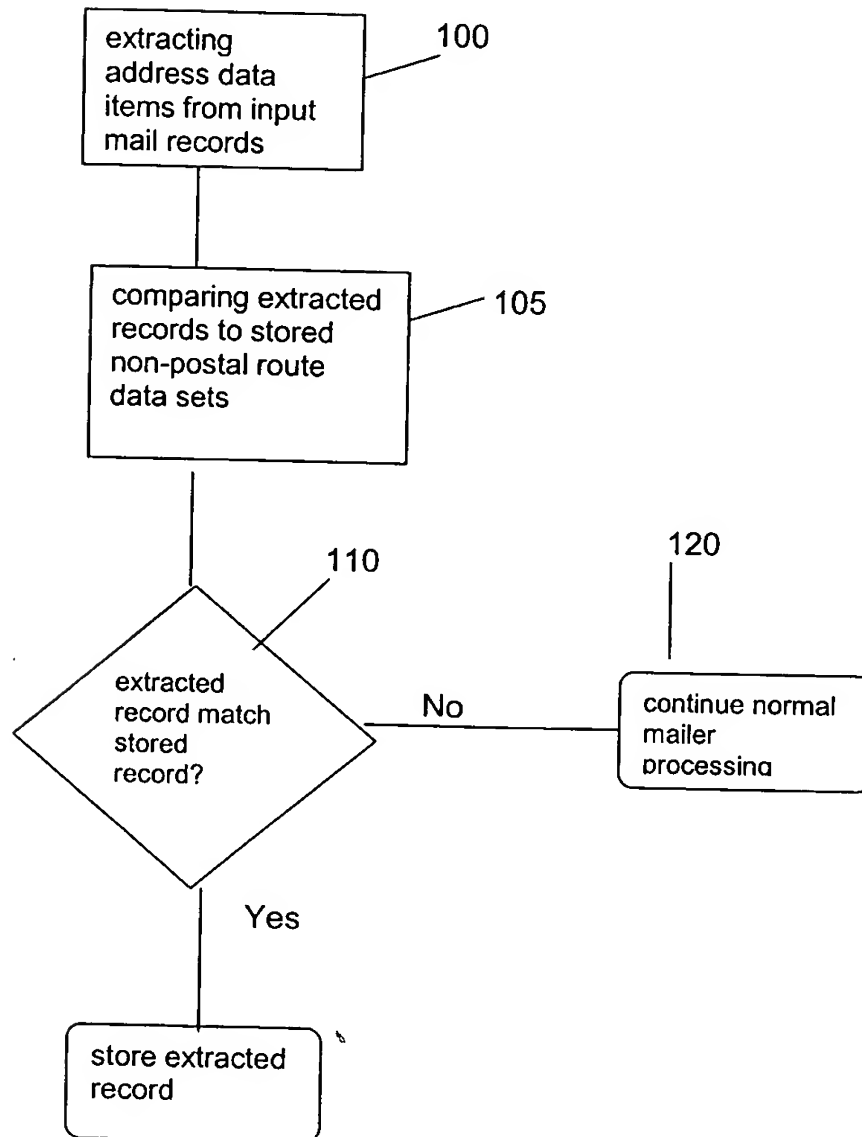 extracting
address data
items from input
mail records
100
comparing extracted
records to stored
non-postal route
data sets
105
110
extracted
record match
stored
record?
No
120
continue normal
mailer
processing
Yes
store extracted
record